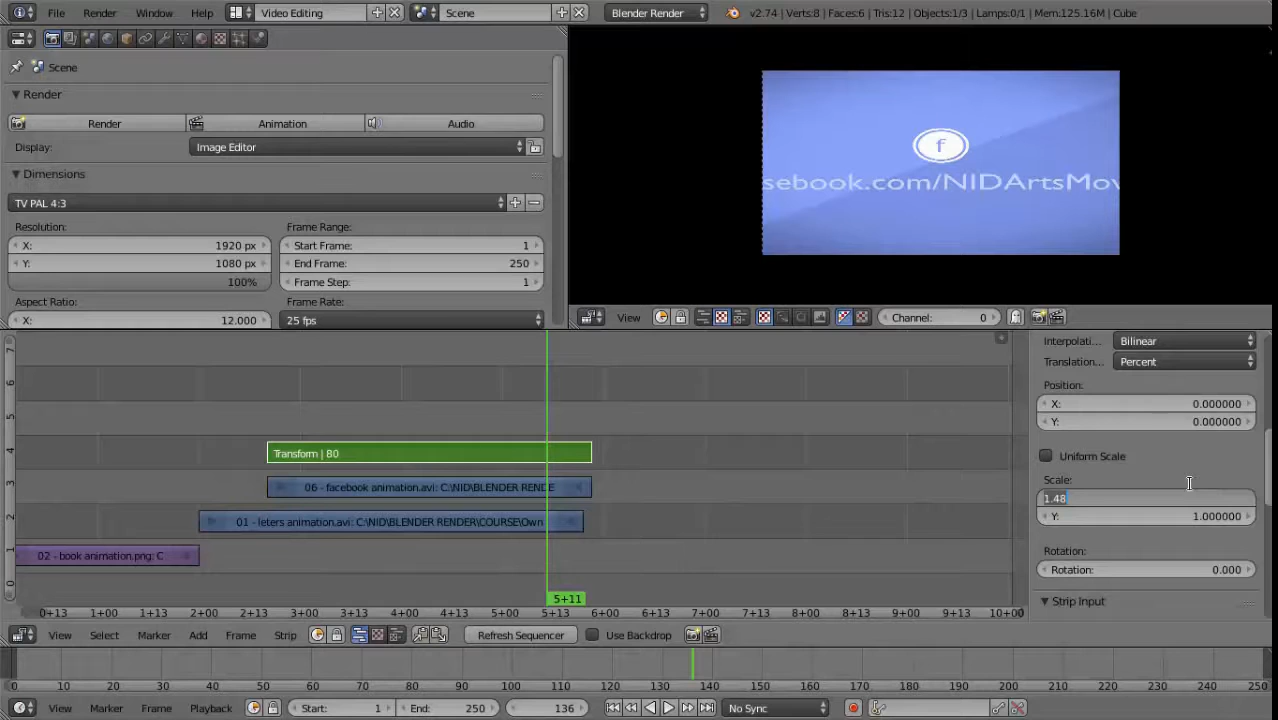 File Render Window Help Video Editing Scene Blender Render v2.74 | Verts:8 | Faces:6 | Tris:12 | Objects:1/3 | Lamps:0/1 | Mem:125.16M | Cube
Scene
Render
Render Animation Audio
Display: Image Editor
Dimensions
TV PAL 4:3
Resolution: Frame Range:
X: 1920 px Start Frame: 1
Y: 1080 px End Frame: 250
100% Frame Step: 1
Aspect Ratio: Frame Rate:
X: 12.000 25 fps
f
sebook.com/NIDArtsMov
View Channel: 0
Interpolati... Bilinear
Translation... Percent
Position:
X: 0.000000
Y: 0.000000
Uniform Scale
Scale:
1.48
Y: 1.000000
Rotation:
Rotation: 0.000
Strip Input
7
6
5
4
3
2
1
0
Transform | 80
06 - facebook animation.avi: C:\NID\BLENDER RENDE
01 - leters animation.avi: C:\NID\BLENDER RENDER\COURSE\Own
02 - book animation.png: C
5+11
0+13 1+00 1+13 2+00 2+13 3+00 3+13 4+00 4+13 5+00 5+13 6+00 6+13 7+00 7+13 8+00 8+13 9+00 9+13 10+00
View Select Marker Add Frame Strip Refresh Sequencer Use Backdrop
0 10 20 30 40 50 60 70 80 90 100 110 120 130 140 150 160 170 180 190 200 210 220 230 240 250
View Marker Frame Playback Start: 1 End: 250 136 No Sync